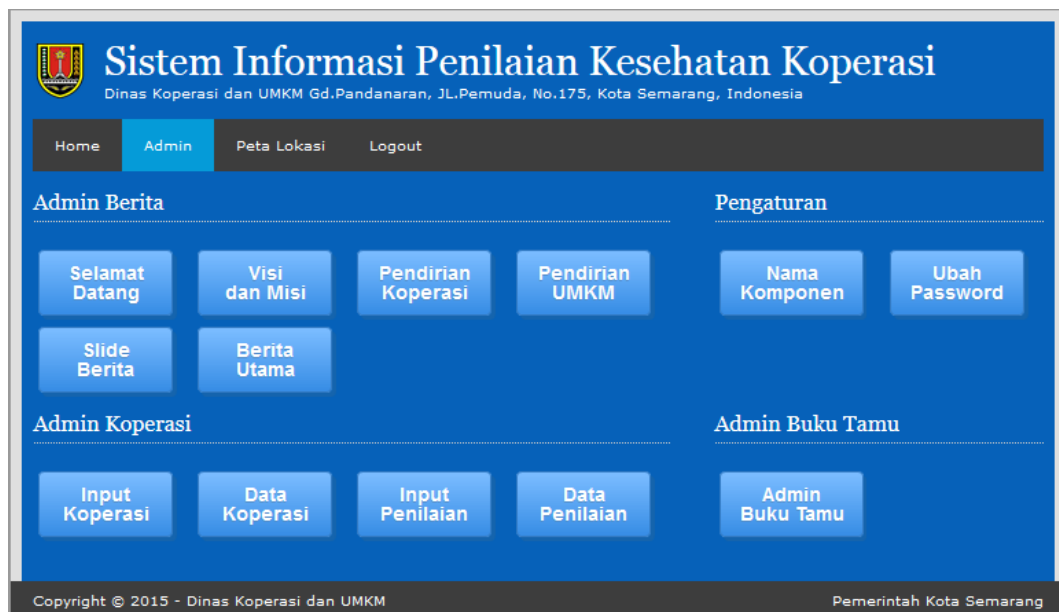 Sistem Informasi Penilaian Kesehatan Koperasi
Dinas Koperasi dan UMKM Gd.Pandanaran, JL.Pemuda, No.175, Kota Semarang, Indonesia
Home Admin Peta Lokasi Logout
Admin Berita
Selamat
Datang
Visi
dan Misi
Pendirian
Koperasi
Pendirian
UMKM
Slide
Berita
Berita
Utama
Pengaturan
Nama
Komponen
Ubah
Password
Admin Koperasi
Input
Koperasi
Data
Koperasi
Input
Penilaian
Data
Penilaian
Admin Buku Tamu
Admin
Buku Tamu
Copyright © 2015 - Dinas Koperasi dan UMKM
Pemerintah Kota Semarang